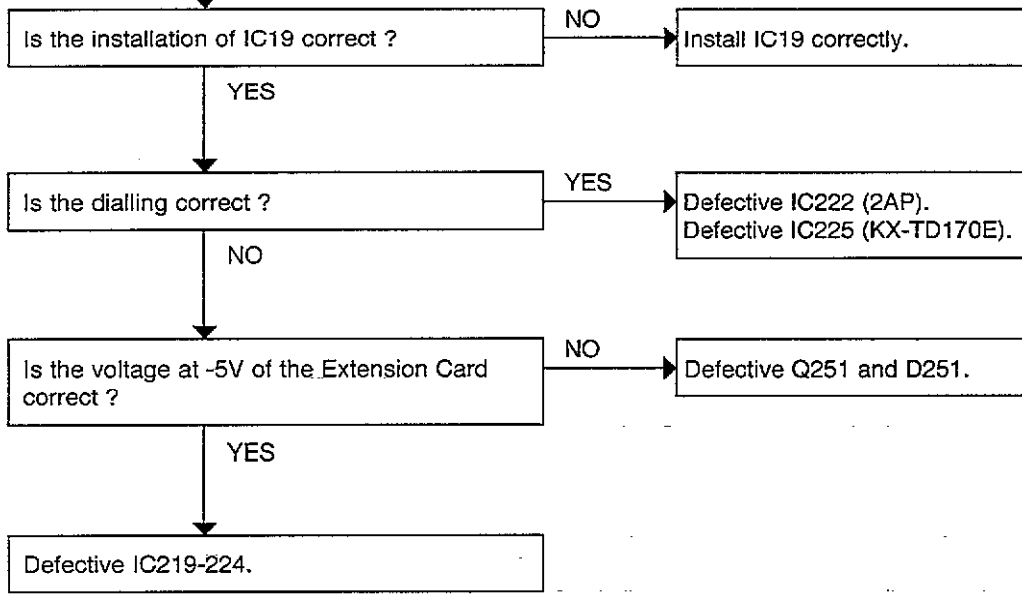 Is the installation of IC19 correct ?
NO
Install IC19 correctly.
YES
Is the dialling correct ?
YES
Defective IC222 (2AP).
Defective IC225 (KX-TD170E).
NO
Is the voltage at -5V of the Extension Card
correct ?
NO
Defective Q251 and D251.
YES
Defective IC219-224.